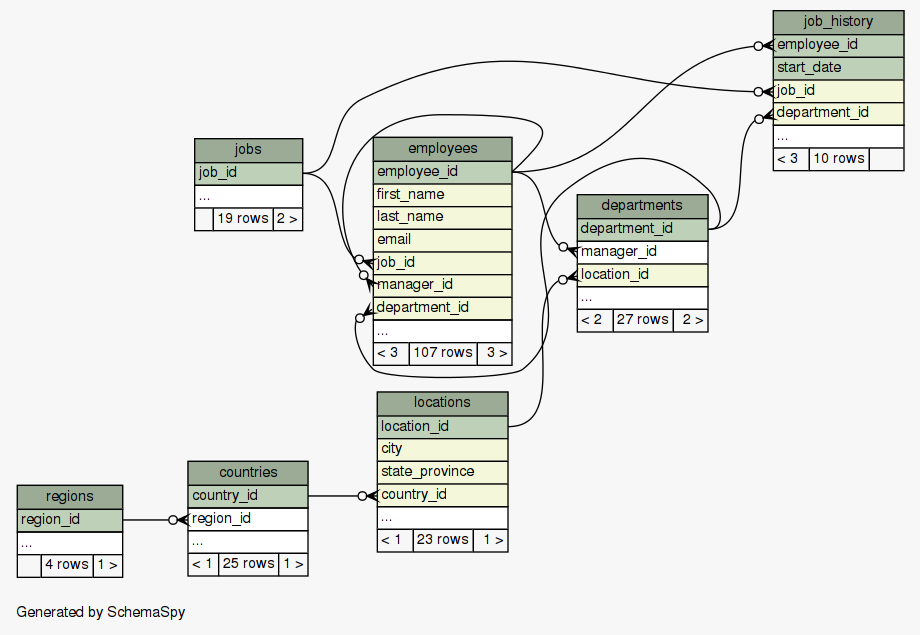 job_history
employee_id
start_date
job_id
department_id
...
< 3 10 rows
jobs
job_id
...
19 rows 2 >
employees
employee_id
first_name
last_name
email
job_id
manager_id
department_id
...
< 3 107 rows 3 >
departments
department_id
manager_id
location_id
...
< 2 27 rows 2 >
locations
location_id
city
state_province
country_id
...
< 1 23 rows 1 >
countries
country_id
region_id
...
< 1 25 rows 1 >
regions
region_id
...
4 rows 1 >
Generated by SchemaSpy